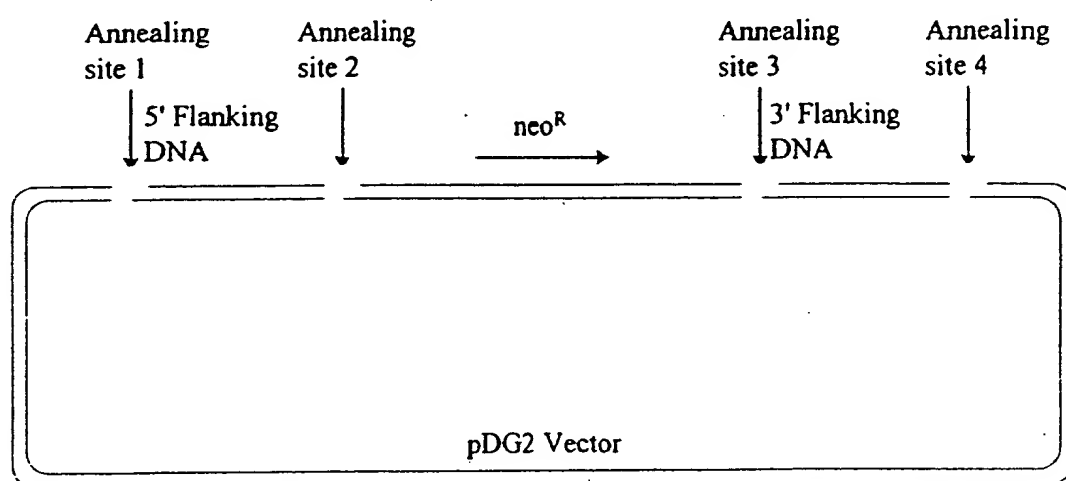 Annealing
site 1
Annealing
site 2
Annealing
site 3
Annealing
site 4
5' Flanking
DNA
neoR
3' Flanking
DNA
pDG2 Vector